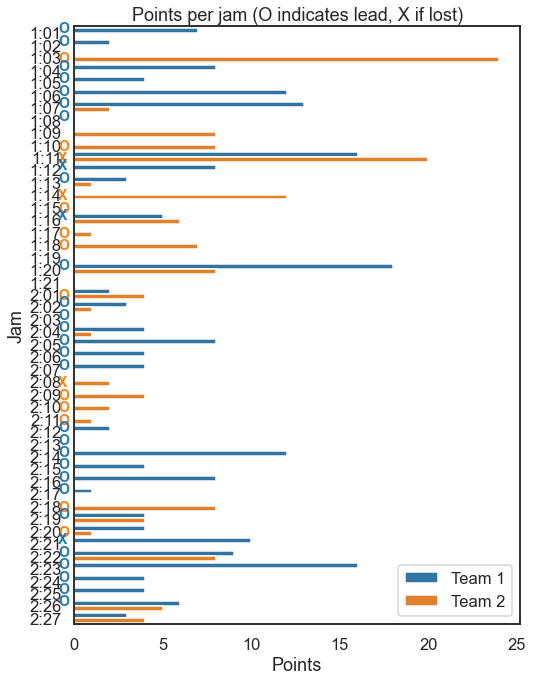 Points per jam (O indicates lead, X if lost)
1:01 O
1:02 O
1:03 O
1:04 O
1:05 O
1:06 O
1:07 O
1:08 O
1:09
1:10 O
1:11 X
1:12 X
1:13 O
1:14 X
1:15 O
1:16 X
1:17 O
1:18 O
1:19
1:20 O
1:21
2:01 O
2:02 O
2:03 O
2:04 O
2:05 O
2:06 O
2:07 O
2:08 X
2:09 O
2:10 O
2:11 O
2:12 O
2:13 O
2:14 O
2:15 O
2:16 O
2:17 O
2:18 O
2:19 O
2:20 O
2:21 X
2:22 O
2:23 O
2:24 O
2:25 O
2:26 O
2:27
Jam
Team 1
Team 2
0 5 10 15 20 25
Points